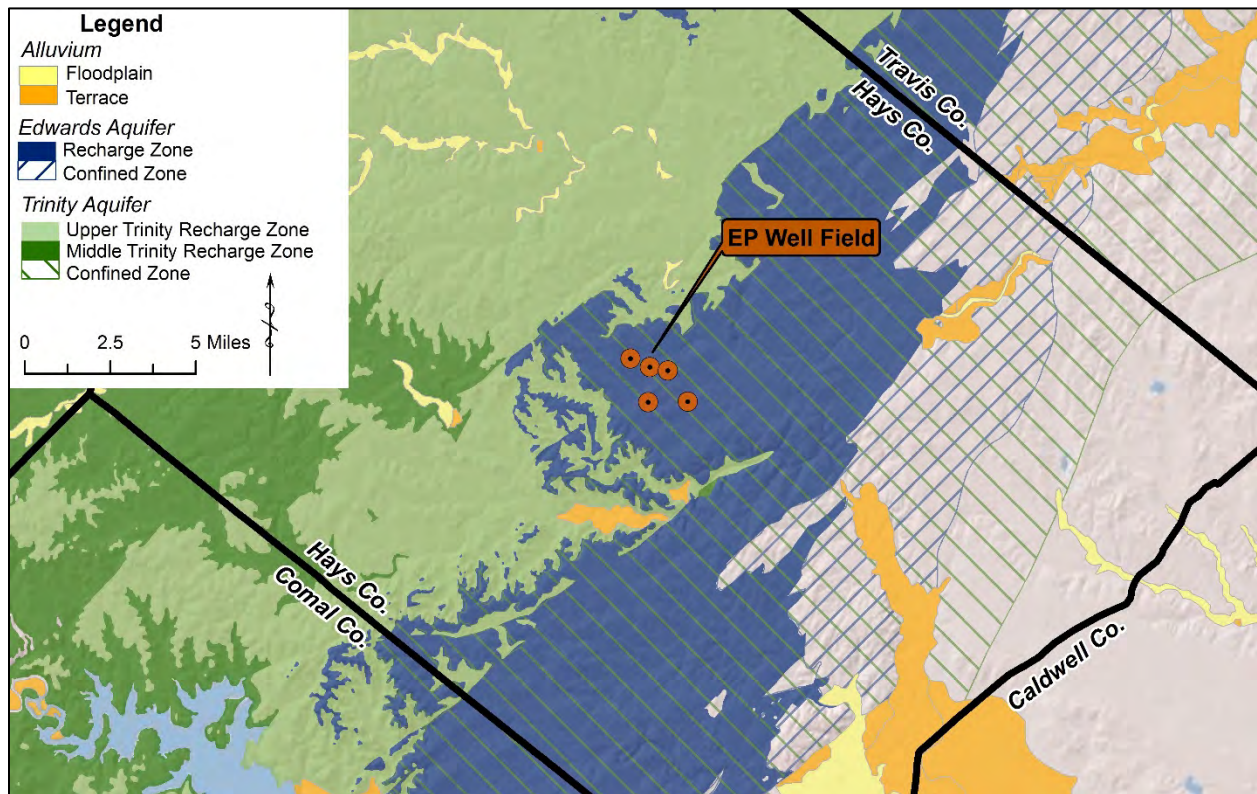 Legend
Alluvium
Floodplain
Terrace
Edwards Aquifer
Recharge Zone
Confined Zone
Trinity Aquifer
Upper Trinity Recharge Zone
Middle Trinity Recharge Zone
Confined Zone
0 2.5 5 Miles
Travis Co.
Hays Co.
EP Well Field
Hays Co.
Comal Co.
Caldwell Co.